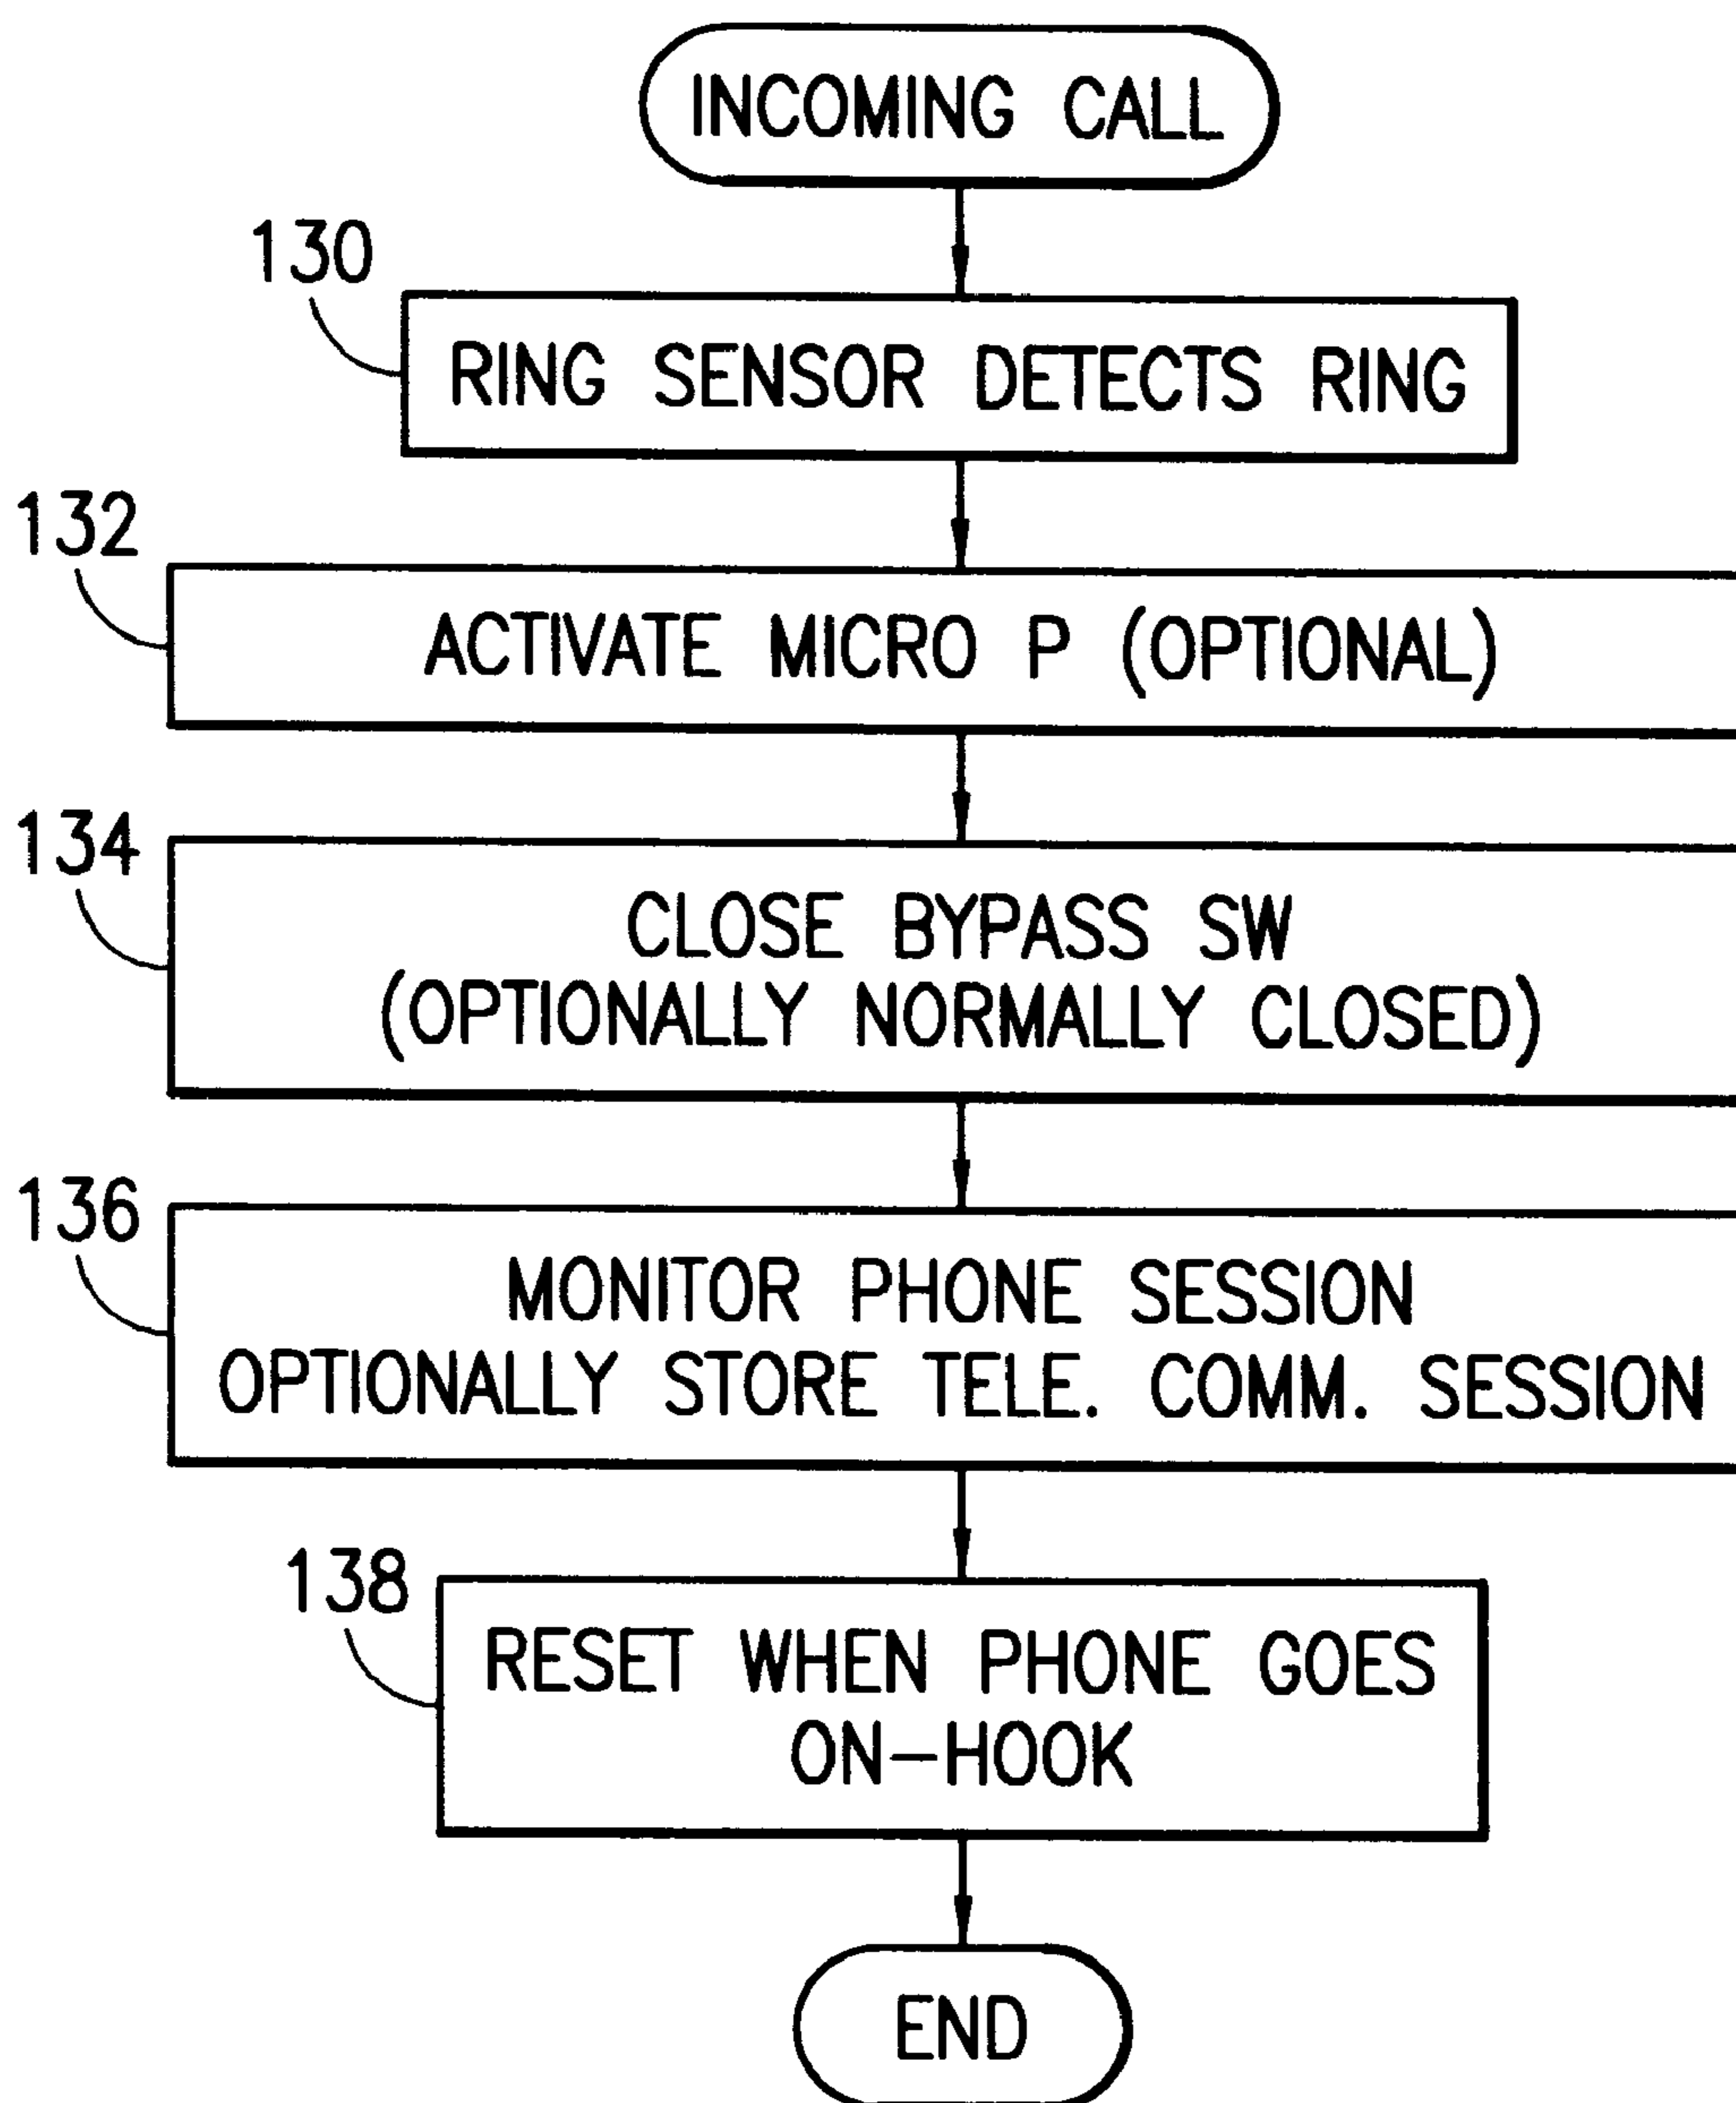 INCOMING CALL
130
RING SENSOR DETECTS RING
132
ACTIVATE MICRO P (OPTIONAL)
134
CLOSE BYPASS SW
(OPTIONALLY NORMALLY CLOSED)
136
MONITOR PHONE SESSION
OPTIONALLY STORE TELE. COMM. SESSION
138
RESET WHEN PHONE GOES
ON-HOOK
END